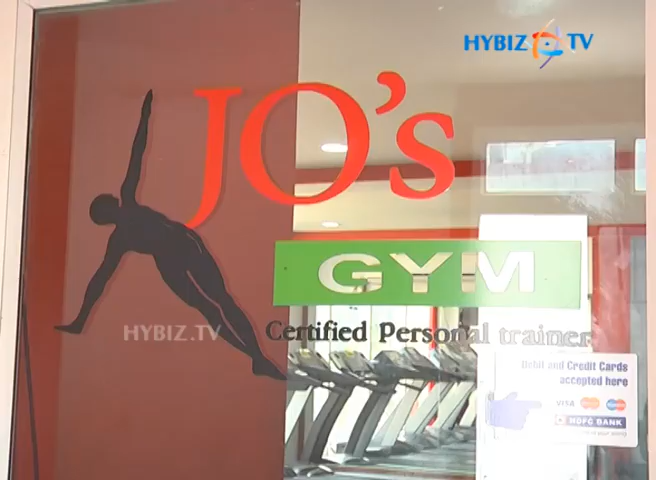 HYBIZ TV
JO's
GYM
HYBIZ.TV
Certified Personal trainer
Debit and Credit Cards
accepted here
VISA
HDFC BANK